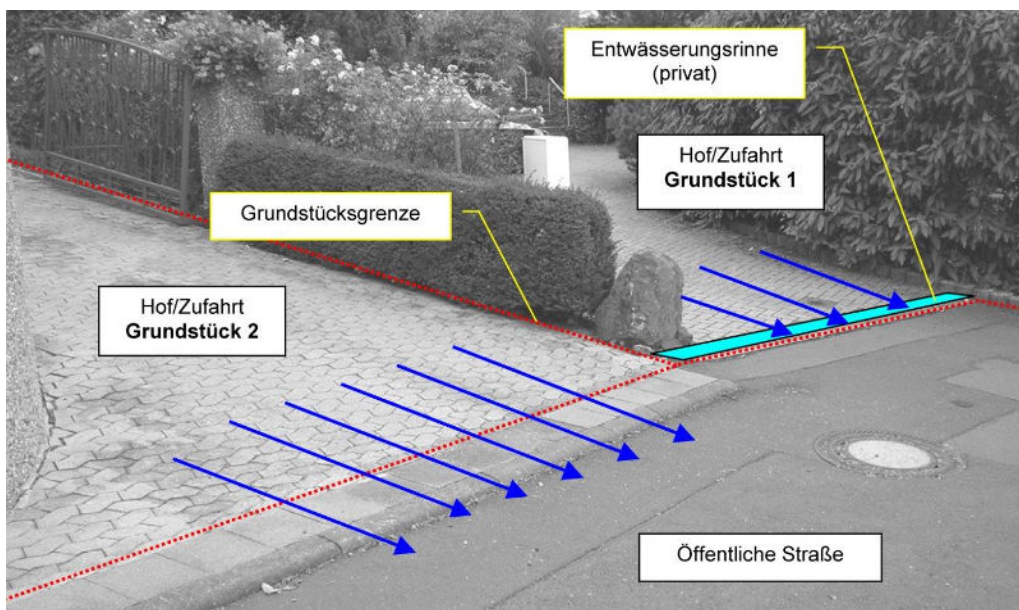 Entwässerungsrinne
(privat)
Hof/Zufahrt
Grundstück 1
Grundstücksgrenze
Hof/Zufahrt
Grundstück 2
Öffentliche Straße